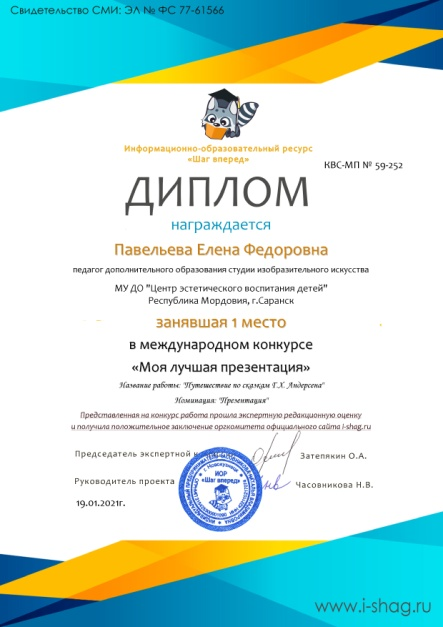 Свидетельство СМИ: ЭЛ № ФС 77-61566
Информационно-образовательный ресурс
«Шаг вперед»
КВС-МП № 59-252
ДИПЛОМ
награждается
Павельева Елена Федоровна
педагог дополнительного образования студии изобразительного искусства
МУ ДО "Центр эстетического воспитания детей"
Республика Мордовия, г.Саранск
занявшая 1 место
в международном конкурсе
«Моя лучшая презентация»
Название работы: "Путешествие по сказкам Г.Х. Андерсена"
Номинация: "Презентация"
Представленная на конкурс работа прошла экспертную редакционную оценку
и получила положительное заключение оргкомитета официального сайта i-shag.ru
Председатель экспертной
Затепякин О.А.
Руководитель проекта
Часовникова Н.В.
19.01.2021г.
г. Новокузнецк
ИОР
«Шаг вперед»
www.i-shag.ru